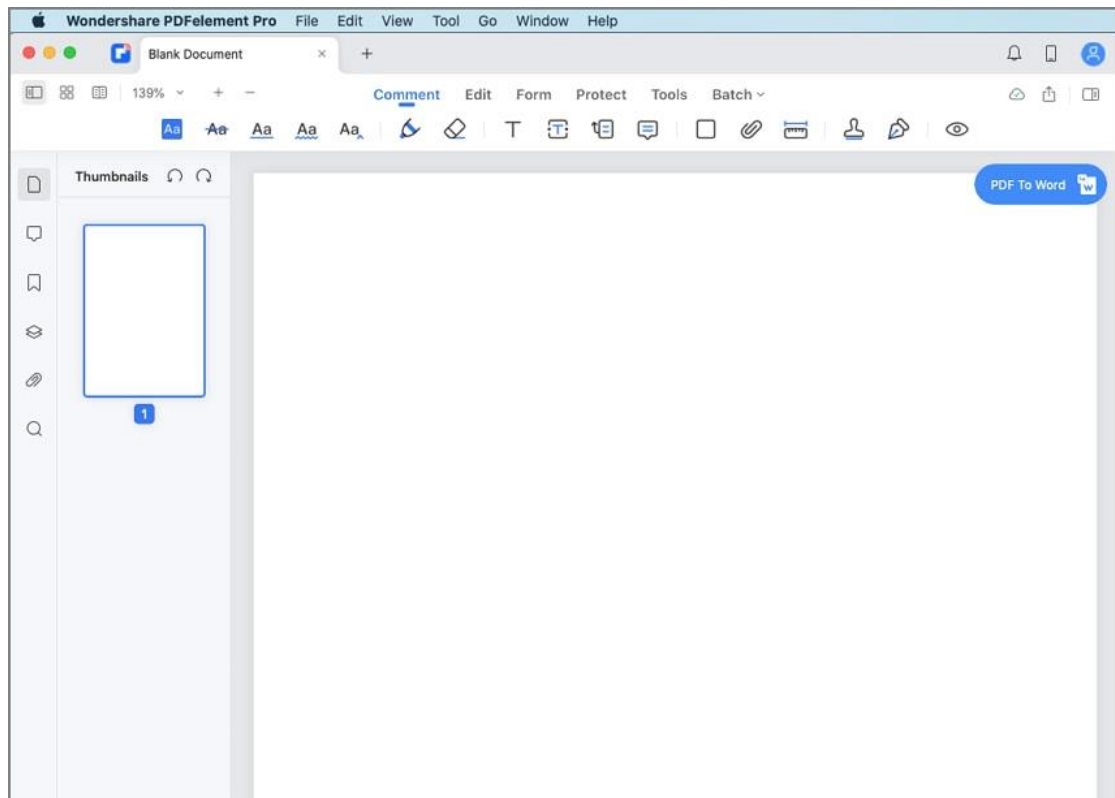 Wondershare PDFelement Pro File Edit View Tool Go Window Help
Blank Document
139%
Comment Edit Form Protect Tools Batch
Aa Aa Aa Aa Aa T T
Thumbnails
PDF To Word W
1